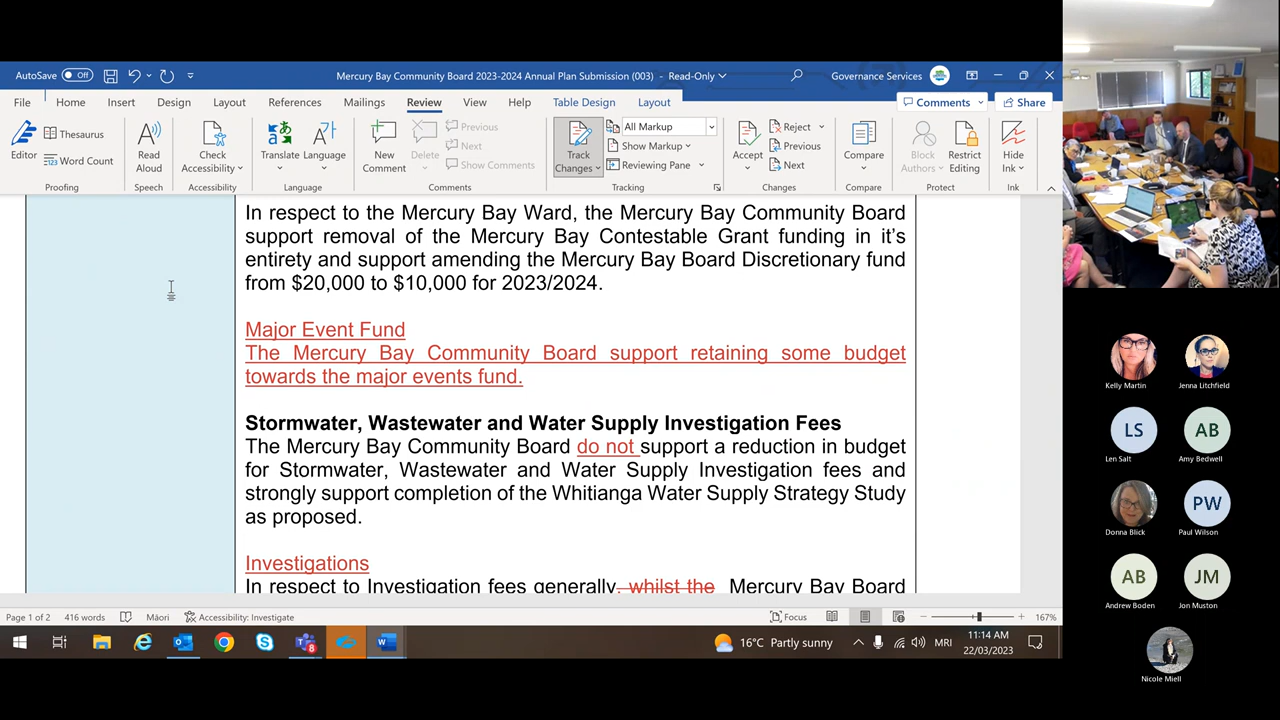 AutoSave Off Mercury Bay Community Board 2023-2024 Annual Plan Submission (003) - Read-Only Governance Services
File Home Insert Design Layout References Mailings Review View Help Table Design Layout Comments Share
Editor Thesaurus Word Count
Read Aloud
Check Accessibility
Translate Language
New Comment Delete Previous Next Show Comments
Track Changes All Markup Show Markup Reviewing Pane
Accept Reject Previous Next
Compare
Block Authors Restrict Editing
Hide Ink
Proofing Speech Accessibility Language Comments Tracking Changes Compare Protect Ink
In respect to the Mercury Bay Ward, the Mercury Bay Community Board
support removal of the Mercury Bay Contestable Grant funding in it's
entirety and support amending the Mercury Bay Board Discretionary fund
from $20,000 to $10,000 for 2023/2024.
Major Event Fund
The Mercury Bay Community Board support retaining some budget
towards the major events fund.
Stormwater, Wastewater and Water Supply Investigation Fees
The Mercury Bay Community Board do not support a reduction in budget
for Stormwater, Wastewater and Water Supply Investigation fees and
strongly support completion of the Whitianga Water Supply Strategy Study
as proposed.
Investigations
In respect to Investigation fees generally, whilst the Mercury Bay Board
Page 1 of 2 416 words Māori Accessibility: Investigate Focus 167%
8 W 16°C Partly sunny MRI 11:14 AM
22/03/2023
Kelly Martin Jenna Litchfield
LS AB
Len Salt Amy Bedwell
PW
Donna Blick Paul Wilson
AB JM
Andrew Boden Jon Muston
Nicole Miell